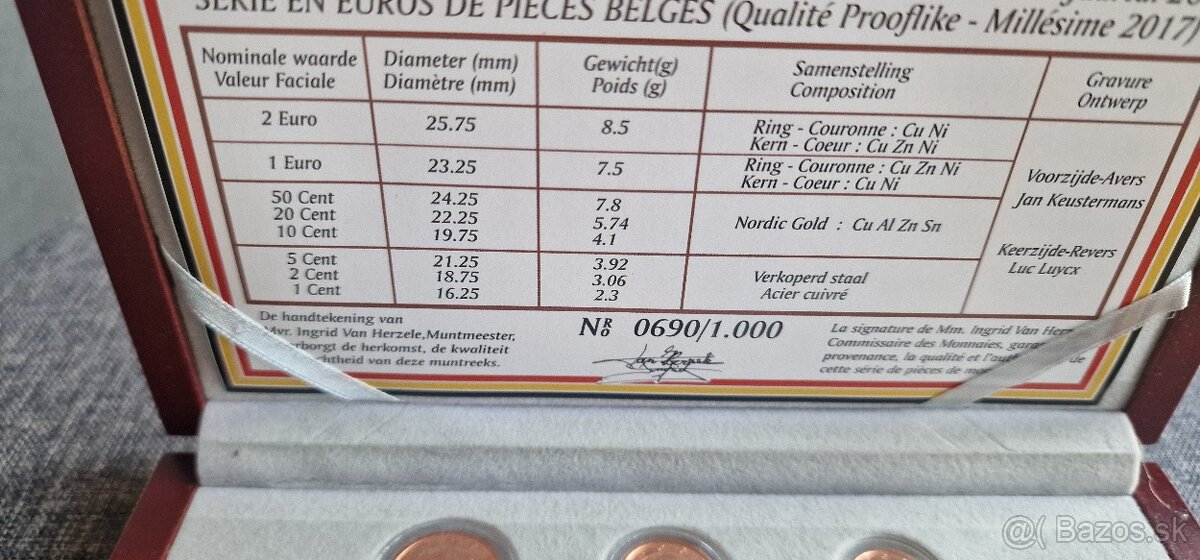 SERIE EN EUROS DE PIECES BELGES (Qualité Prooflike - Millésime 2017)
Nominale waarde Diameter (mm) Gewicht(g) Samenstelling Gravure
Valeur Faciale Diamètre (mm) Poids (g) Composition Ontwerp
2 Euro 25.75 8.5 Ring - Couronne : Cu Ni
Kern - Coeur : Cu Zn Ni
1 Euro 23.25 7.5 Ring - Couronne : Cu Zn Ni
Kern - Coeur : Cu Ni
Voorzijde-Avers
Jan Keustermans
50 Cent 24.25 7.8
20 Cent 22.25 5.74 Nordic Gold : Cu Al Zn Sn
10 Cent 19.75 4.1
Keerzijde-Revers
Luc Luycx
5 Cent 21.25 3.92
2 Cent 18.75 3.06 Verkoperd staal
1 Cent 16.25 2.3 Acier cuivré
De handtekening van
Mvr. Ingrid Van Herzele,Muntmeester,
de herkomst, de kwaliteit
van deze muntreeks.
NRO 0690/1.000
La signature de Mm. Ingrid Van
Commissaire des Monnaies,
provenance, la qualité et de
cette série de pièces de
@( Bazos.sk